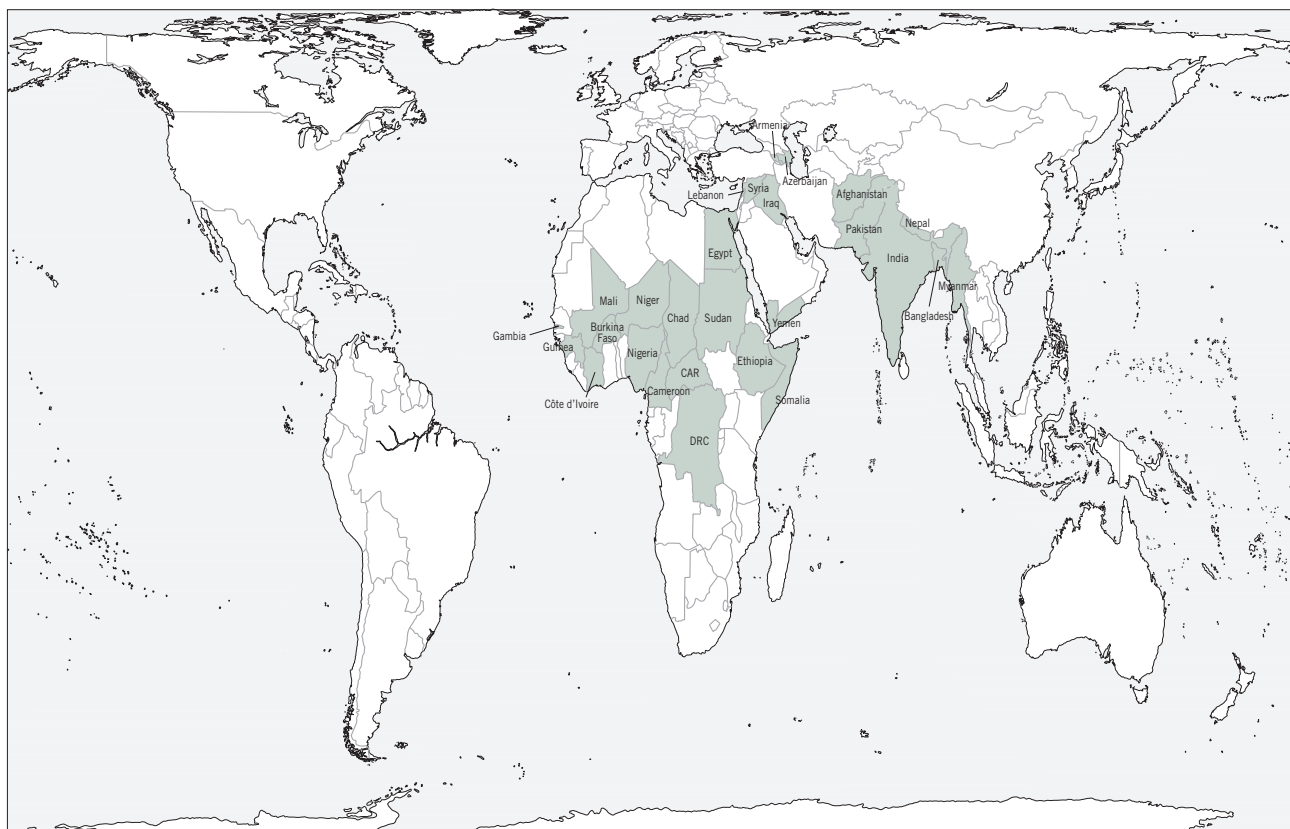 Armenia
Azerbaijan
Lebanon
Syria
Iraq
Afghanistan
Pakistan
Nepal
India
Egypt
Myanmar
Bangladesh
Mali
Niger
Chad
Sudan
Yemen
Gambia
Burkina
Faso
Guinea
Nigeria
Ethiopia
CAR
Cameroon
Somalia
Côte d'Ivoire
DRC